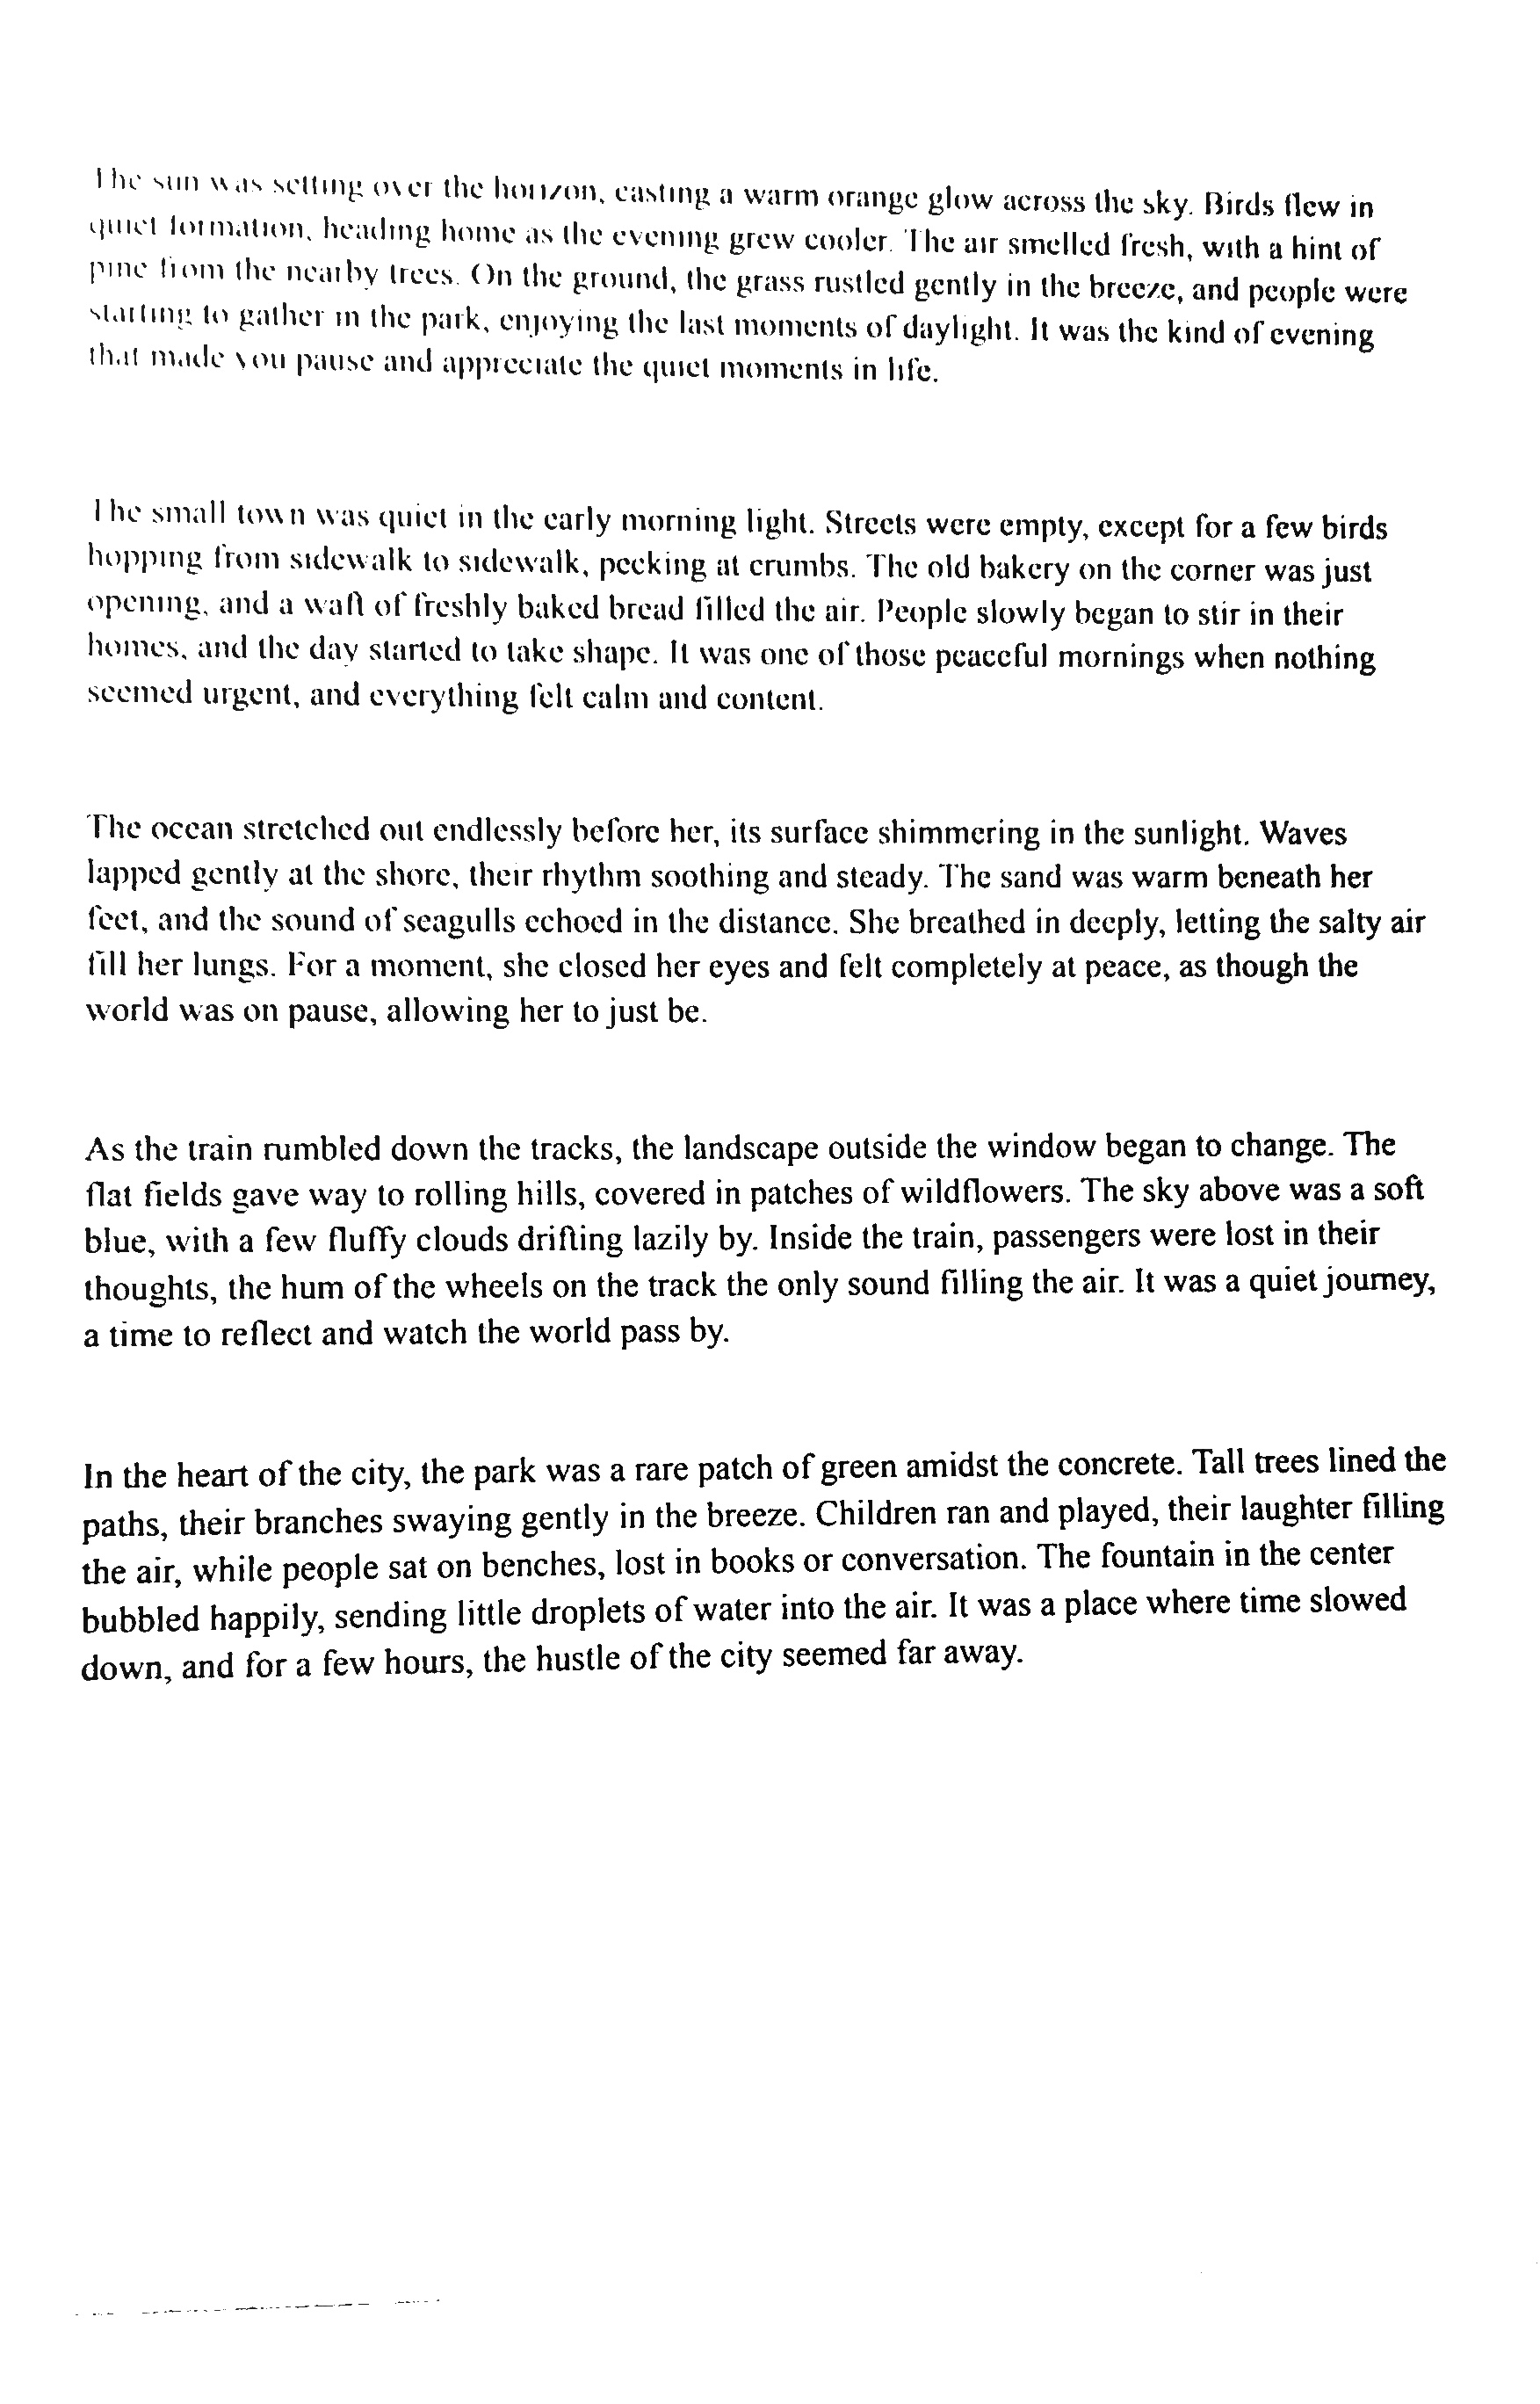 The sun was setting over the horizon, casting a warm orange glow across the sky. Birds flew in
quiet formation, heading home as the evening grew cooler. The air smelled fresh, with a hint of
pine from the nearby trees. On the ground, the grass rustled gently in the breeze, and people were
starting to gather in the park, enjoying the last moments of daylight. It was the kind of evening
that made you pause and appreciate the quiet moments in life.
The small town was quiet in the early morning light. Streets were empty, except for a few birds
hopping from sidewalk to sidewalk, pecking at crumbs. The old bakery on the corner was just
opening, and a waft of freshly baked bread filled the air. People slowly began to stir in their
homes, and the day started to take shape. It was one of those peaceful mornings when nothing
seemed urgent, and everything felt calm and content.
The ocean stretched out endlessly before her, its surface shimmering in the sunlight. Waves
lapped gently at the shore, their rhythm soothing and steady. The sand was warm beneath her
feet, and the sound of seagulls echoed in the distance. She breathed in deeply, letting the salty air
fill her lungs. For a moment, she closed her eyes and felt completely at peace, as though the
world was on pause, allowing her to just be.
As the train rumbled down the tracks, the landscape outside the window began to change. The
flat fields gave way to rolling hills, covered in patches of wildflowers. The sky above was a soft
blue, with a few fluffy clouds drifting lazily by. Inside the train, passengers were lost in their
thoughts, the hum of the wheels on the track the only sound filling the air. It was a quiet journey,
a time to reflect and watch the world pass by.
In the heart of the city, the park was a rare patch of green amidst the concrete. Tall trees lined the
paths, their branches swaying gently in the breeze. Children ran and played, their laughter filling
the air, while people sat on benches, lost in books or conversation. The fountain in the center
bubbled happily, sending little droplets of water into the air. It was a place where time slowed
down, and for a few hours, the hustle of the city seemed far away.